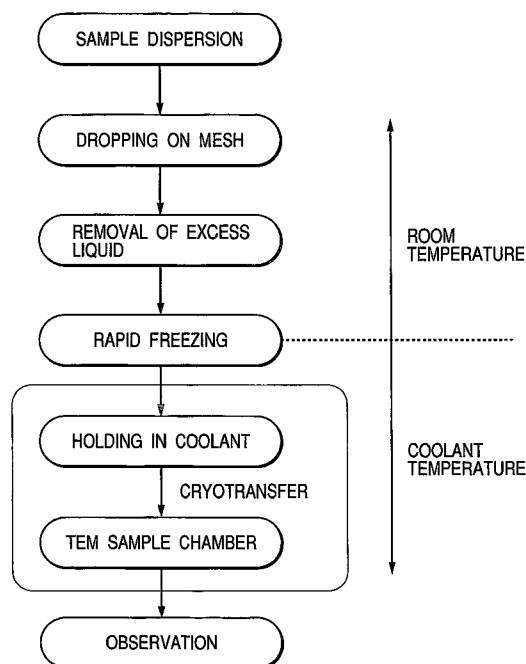 SAMPLE DISPERSION
DROPPING ON MESH
REMOVAL OF EXCESS
LIQUID
ROOM
TEMPERATURE
RAPID FREEZING
HOLDING IN COOLANT
COOLANT
TEMPERATURE
CRYOTRANSFER
TEM SAMPLE CHAMBER
OBSERVATION